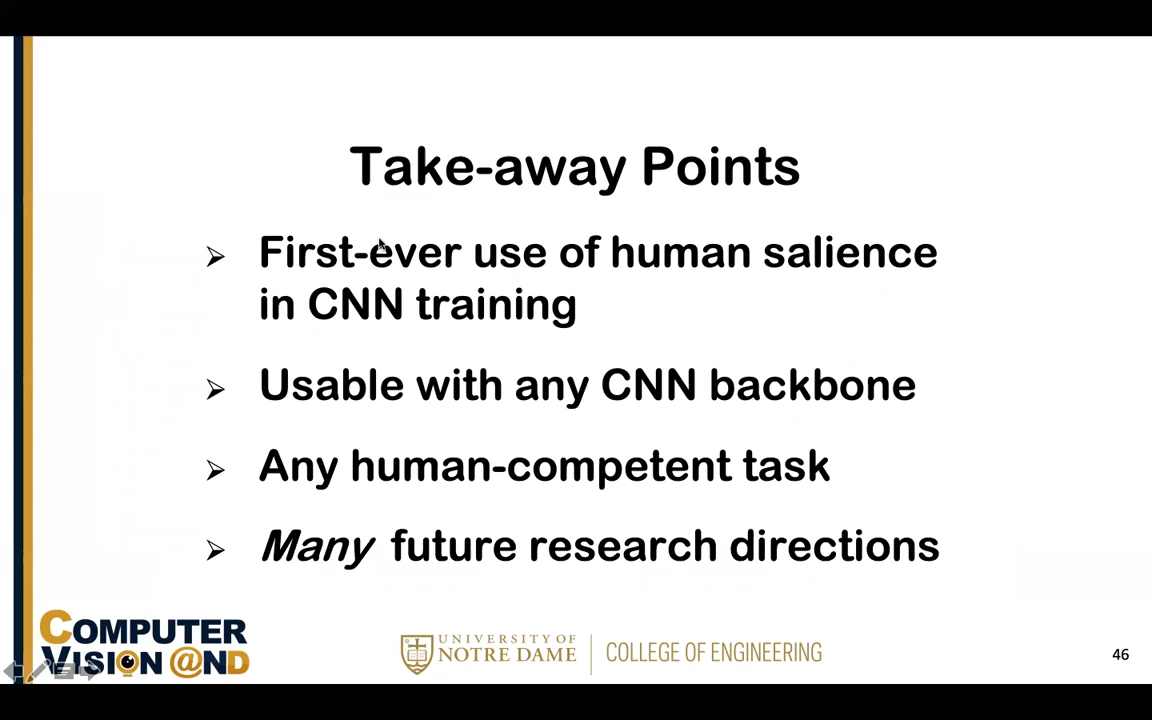 Take-away Points
➢ First-ever use of human salience
in CNN training
➢ Usable with any CNN backbone
➢ Any human-competent task
➢ Many future research directions
COMPUTER
VISION @ND
UNIVERSITY OF
NOTRE DAME
COLLEGE OF ENGINEERING
46